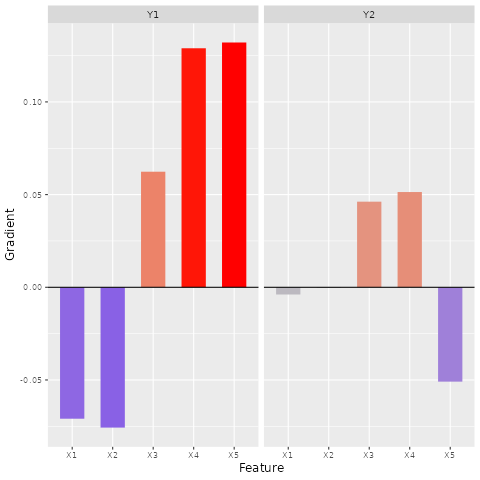 Y1 Y2
Gradient
0.10
0.05
0.00
-0.05
X1 X2 X3 X4 X5 X1 X2 X3 X4 X5
Feature